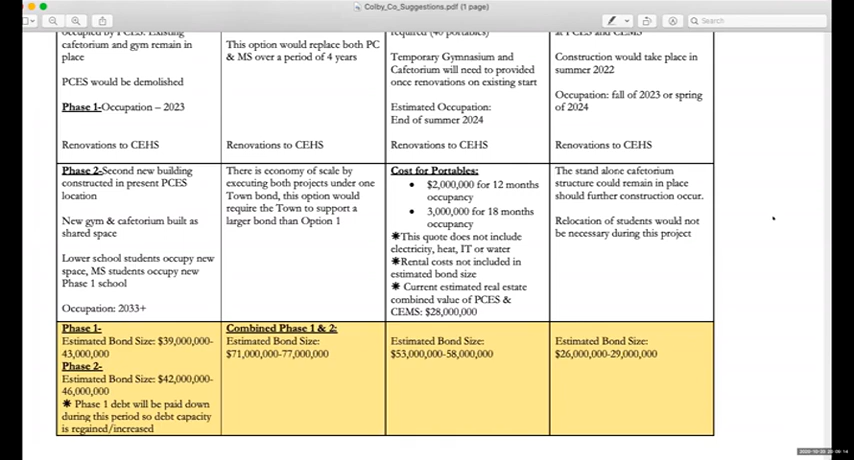 Colby_Co_Suggestions.pdf (1 page)
Search
occupied by PCES. Existing
cafetorium and gym remain in
place
PCES would be demolished
Phase 1-Occupation – 2023
Renovations to CEHS
This option would replace both PC
& MS over a period of 4 years
Renovations to CEHS
required (40 portables)
Temporary Gymnasium and
Cafetorium will need to provided
once renovations on existing start
Estimated Occupation:
End of summer 2024
Renovations to CEHS
at PCES and CEMS
Construction would take place in
summer 2022
Occupation: fall of 2023 or spring
of 2024
Renovations to CEHS
Phase 2-Second new building
constructed in present PCES
location
New gym & cafetorium built as
shared space
Lower school students occupy new
space, MS students occupy new
Phase 1 school
Occupation: 2033+
There is economy of scale by
executing both projects under one
Town bond, this option would
require the Town to support a
larger bond than Option 1
Cost for Portables:
• $2,000,000 for 12 months
occupancy
• 3,000,000 for 18 months
occupancy
✷This quote does not include
electricity, heat, IT or water
✷Rental costs not included in
estimated bond size
✷ Current estimated real estate
combined value of PCES &
CEMS: $28,000,000
The stand alone cafetorium
structure could remain in place
should further construction occur.
Relocation of students would not
be necessary during this project
Phase 1-
Estimated Bond Size: $39,000,000-
43,000,000
Phase 2-
Estimated Bond Size: $42,000,000-
46,000,000
✷ Phase 1 debt will be paid down
during this period so debt capacity
is regained/increased
Combined Phase 1 & 2:
Estimated Bond Size:
$71,000,000-77,000,000
Estimated Bond Size:
$53,000,000-58,000,000
Estimated Bond Size:
$26,000,000-29,000,000